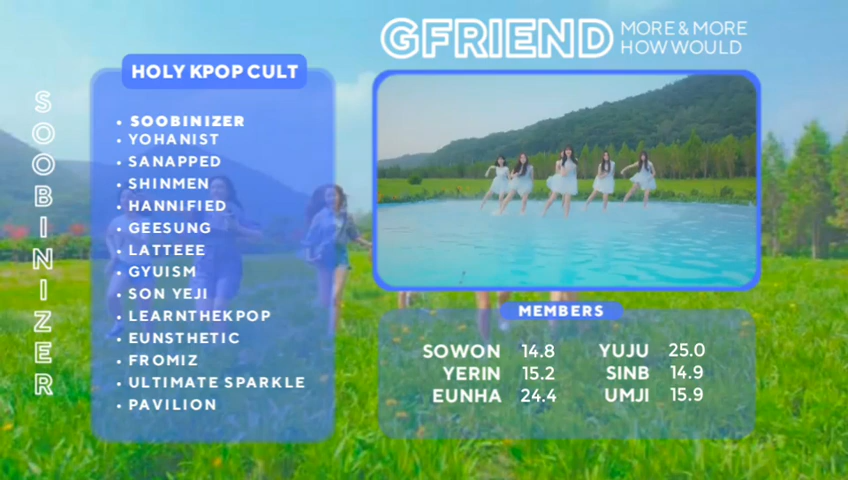 SOOBINIZER
HOLY KPOP CULT
• SOOBINIZER
• YOHANIST
• SANAPPED
• SHINMEN
• HANNIFIED
• GEESUNG
• LATTEEE
• GYUISM
• SON YEJI
• LEARNTHEKPOP
• EUNSTHETIC
• FROMIZ
• ULTIMATE SPARKLE
• PAVILION
GFRIEND
MORE & MORE
HOW WOULD
MEMBERS
SOWON 14.8 YUJU 25.0
YERIN 15.2 SINB 14.9
EUNHA 24.4 UMJI 15.9